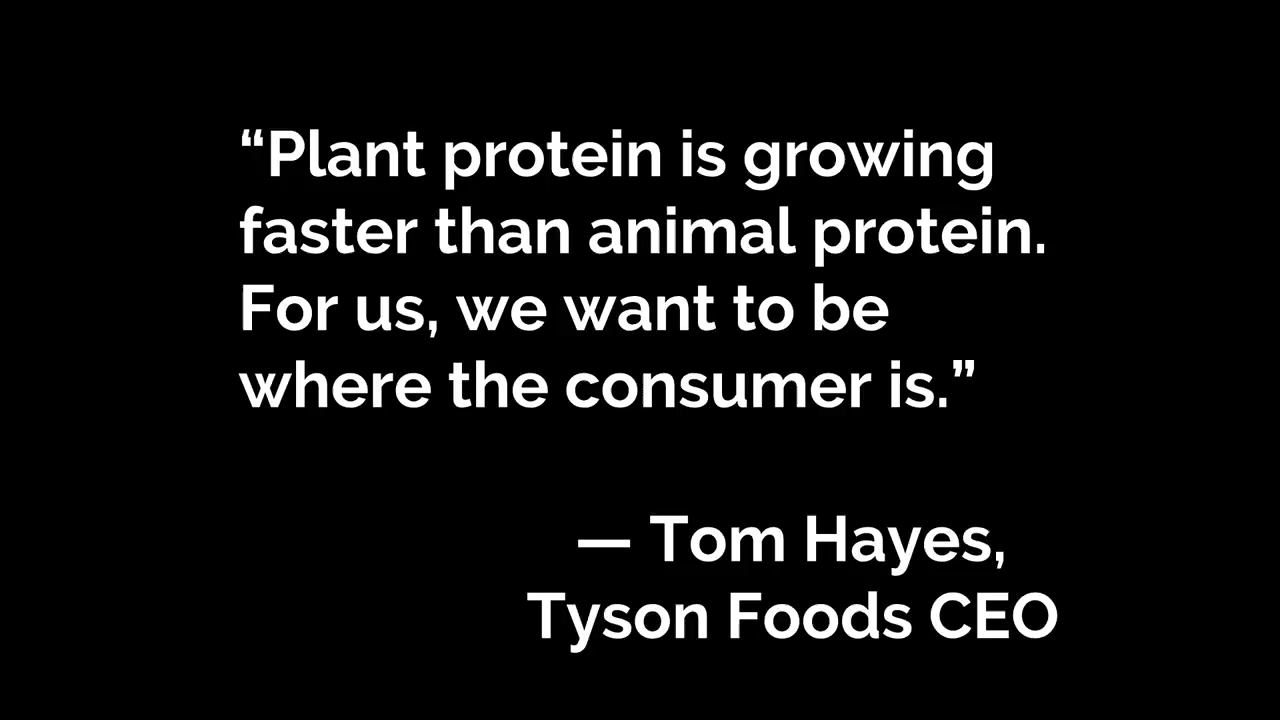 “Plant protein is growing
faster than animal protein.
For us, we want to be
where the consumer is.”
— Tom Hayes,
Tyson Foods CEO